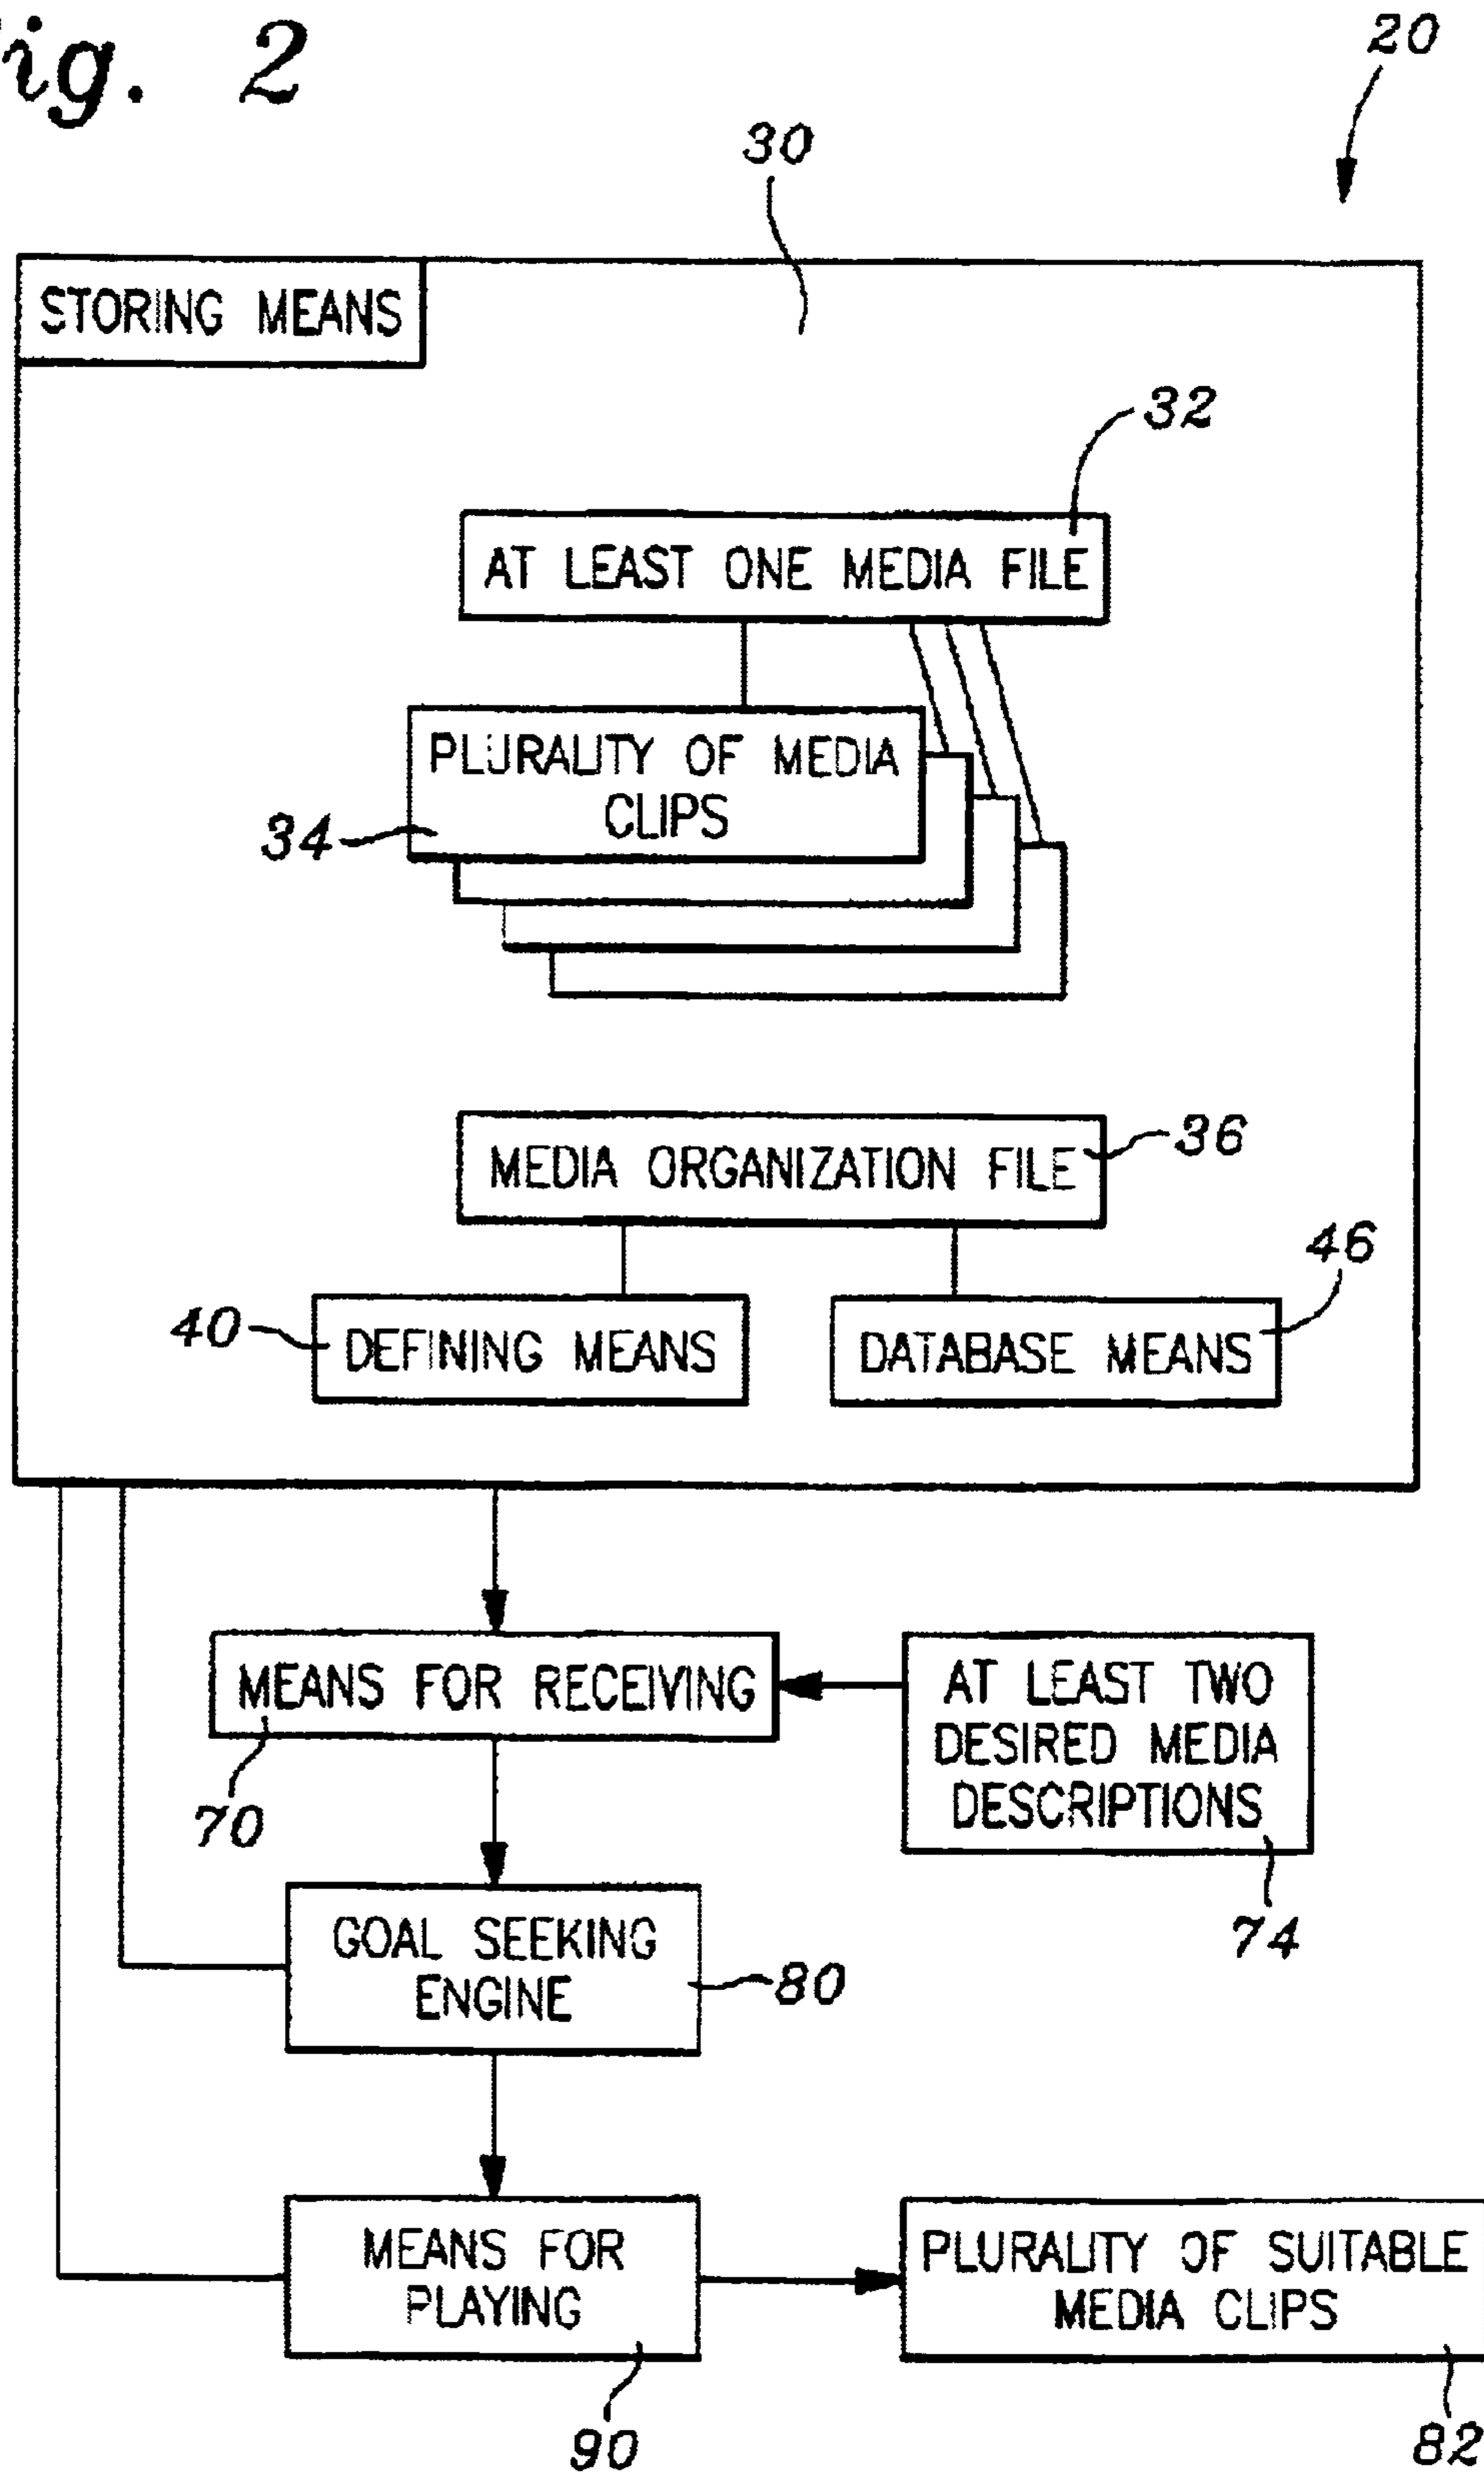 ig. 2
20
30
STORING MEANS
32
AT LEAST ONE MEDIA FILE
PLURALITY OF MEDIA
CLIPS
34
MEDIA ORGANIZATION FILE
36
46
40
DEFINING MEANS
DATABASE MEANS
MEANS FOR RECEIVING
70
AT LEAST TWO
DESIRED MEDIA
DESCRIPTIONS
74
GOAL SEEKING
ENGINE
80
MEANS FOR
PLAYING
90
PLURALITY OF SUITABLE
MEDIA CLIPS
82